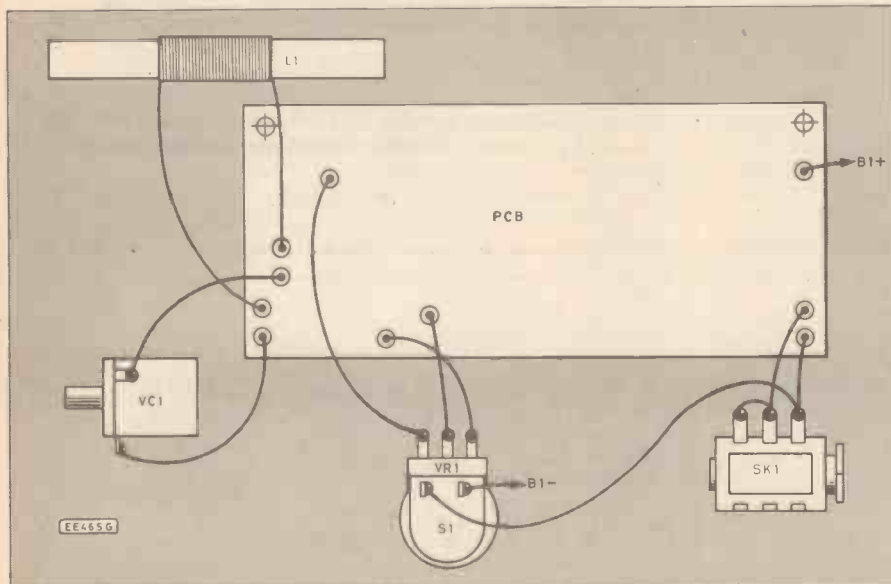 L1
B1+
PCB
VC1
VR1
B1-
SK1
S1
EE465G